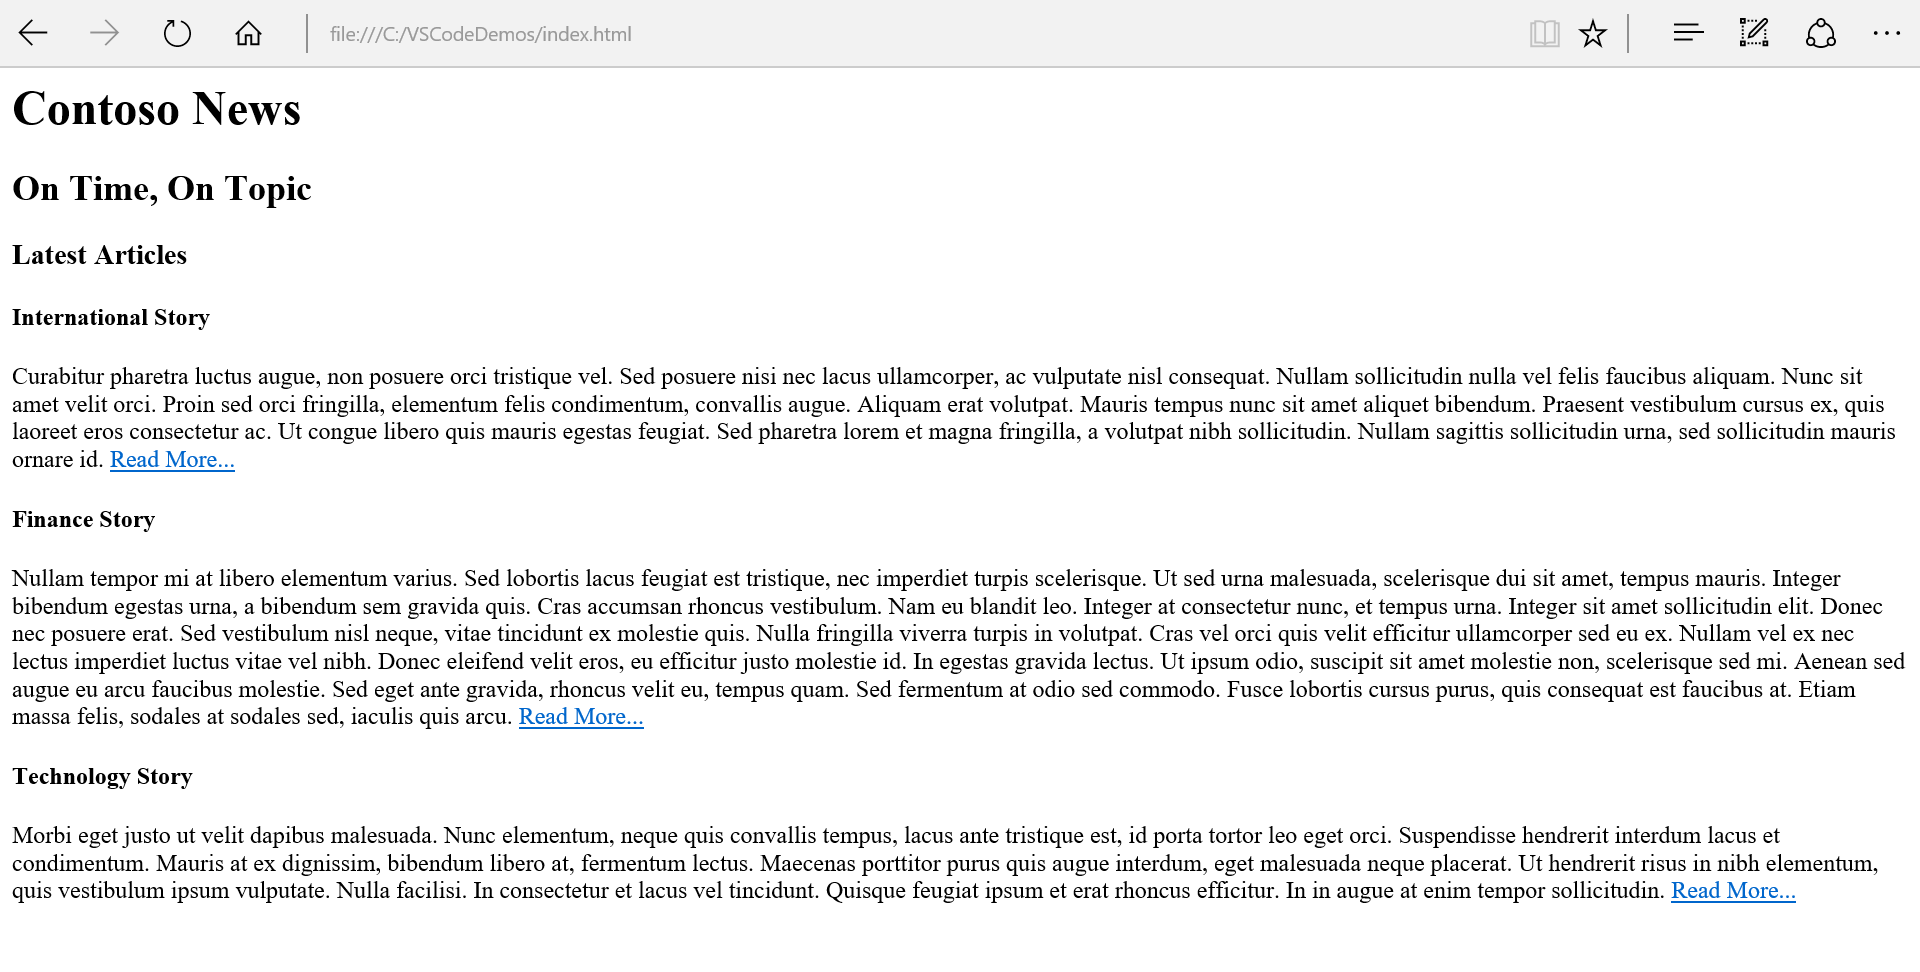 file:///C:/VSCodeDemos/index.html
Contoso News
On Time, On Topic
Latest Articles
International Story
Curabitur pharetra luctus augue, non posuere orci tristique vel. Sed posuere nisi nec lacus ullamcorper, ac vulputate nisl consequat. Nullam sollicitudin nulla vel felis faucibus aliquam. Nunc sit
amet velit orci. Proin sed orci fringilla, elementum felis condimentum, convallis augue. Aliquam erat volutpat. Mauris tempus nunc sit amet aliquet bibendum. Praesent vestibulum cursus ex, quis
laoreet eros consectetur ac. Ut congue libero quis mauris egestas feugiat. Sed pharetra lorem et magna fringilla, a volutpat nibh sollicitudin. Nullam sagittis sollicitudin urna, sed sollicitudin mauris
ornare id. Read More...
Finance Story
Nullam tempor mi at libero elementum varius. Sed lobortis lacus feugiat est tristique, nec imperdiet turpis scelerisque. Ut sed urna malesuada, scelerisque dui sit amet, tempus mauris. Integer
bibendum egestas urna, a bibendum sem gravida quis. Cras accumsan rhoncus vestibulum. Nam eu blandit leo. Integer at consectetur nunc, et tempus urna. Integer sit amet sollicitudin elit. Donec
nec posuere erat. Sed vestibulum nisl neque, vitae tincidunt ex molestie quis. Nulla fringilla viverra turpis in volutpat. Cras vel orci quis velit efficitur ullamcorper sed eu ex. Nullam vel ex nec
lectus imperdiet luctus vitae vel nibh. Donec eleifend velit eros, eu efficitur justo molestie id. In egestas gravida lectus. Ut ipsum odio, suscipit sit amet molestie non, scelerisque sed mi. Aenean sed
augue eu arcu faucibus molestie. Sed eget ante gravida, rhoncus velit eu, tempus quam. Sed fermentum at odio sed commodo. Fusce lobortis cursus purus, quis consequat est faucibus at. Etiam
massa felis, sodales at sodales sed, iaculis quis arcu. Read More...
Technology Story
Morbi eget justo ut velit dapibus malesuada. Nunc elementum, neque quis convallis tempus, lacus ante tristique est, id porta tortor leo eget orci. Suspendisse hendrerit interdum lacus et
condimentum. Mauris at ex dignissim, bibendum libero at, fermentum lectus. Maecenas porttitor purus quis augue interdum, eget malesuada neque placerat. Ut hendrerit risus in nibh elementum,
quis vestibulum ipsum vulputate. Nulla facilisi. In consectetur et lacus vel tincidunt. Quisque feugiat ipsum et erat rhoncus efficitur. In in augue at enim tempor sollicitudin. Read More...